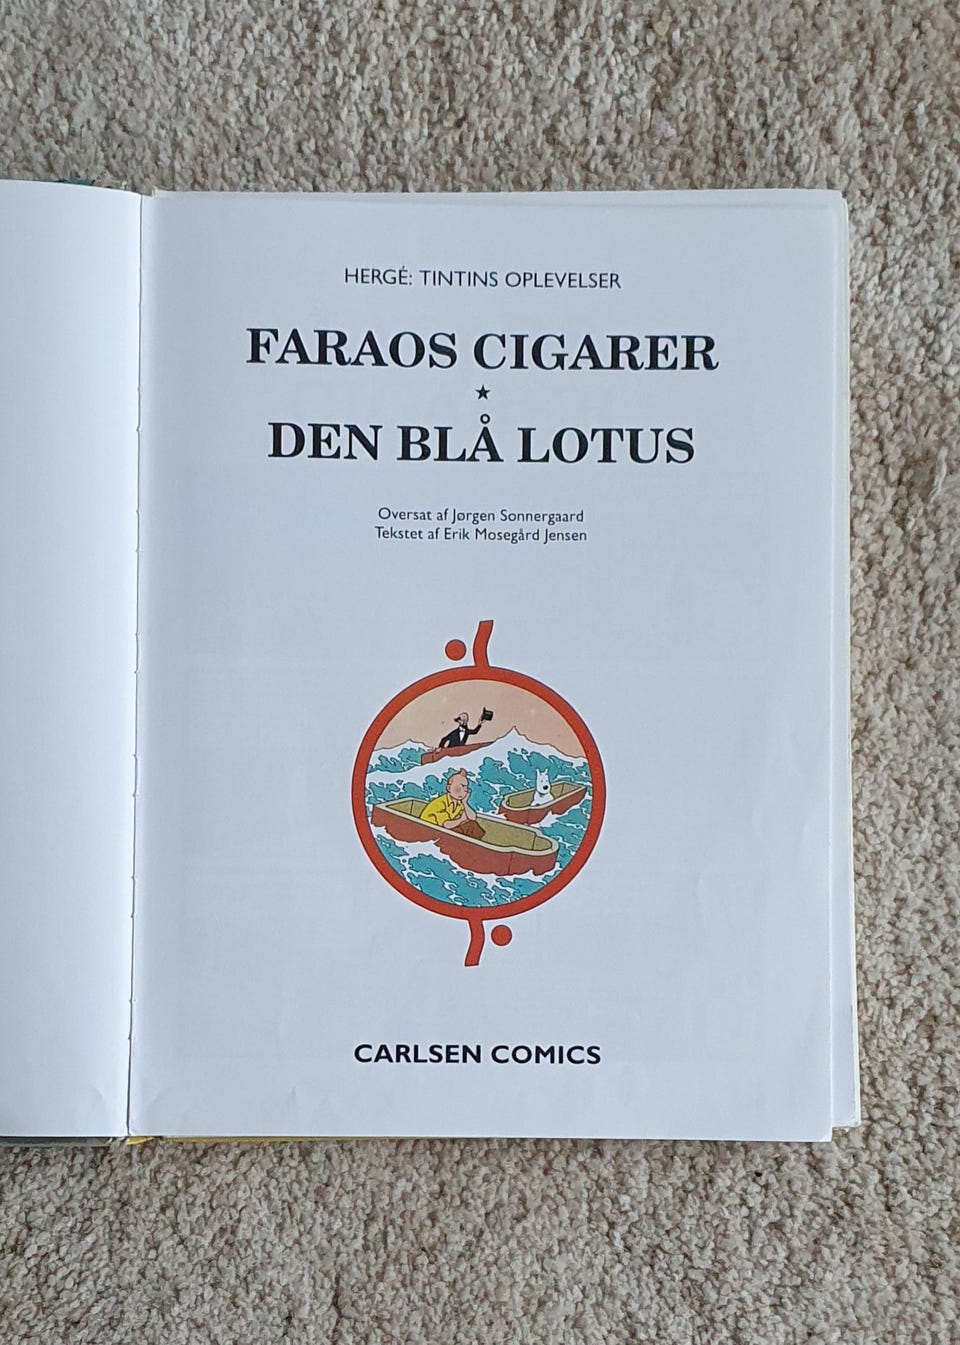 HERGÉ: TINTINS OPLEVELSER
FARAOS CIGARER
★
DEN BLÅ LOTUS
Oversat af Jørgen Sonnergaard
Tekstet af Erik Mosegård Jensen
CARLSEN COMICS